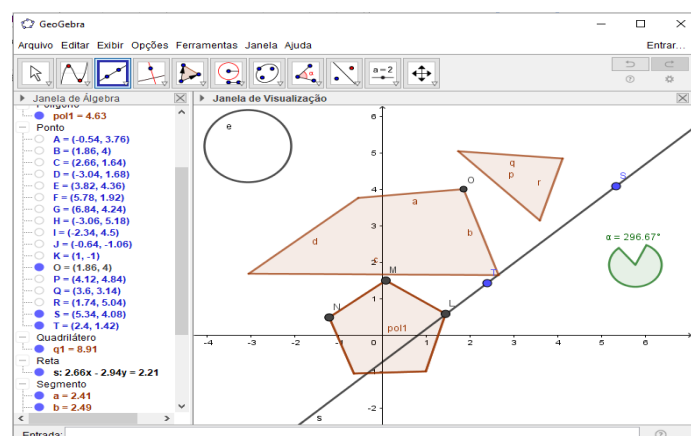 GeoGebra
Arquivo Editar Exibir Opções Ferramentas Janela Ajuda
Entrar...
a=2
Janela de Álgebra
Janela de Visualização
Polígono
pol1 = 4.63
Ponto
A = (-0.54, 3.76)
B = (1.86, 4)
C = (2.66, 1.64)
D = (-3.04, 1.68)
E = (3.82, 4.36)
F = (5.78, 1.92)
G = (6.84, 4.24)
H = (-3.06, 5.18)
I = (-2.34, 4.5)
J = (-0.64, -1.06)
K = (1, -1)
O = (1.86, 4)
P = (4.12, 4.84)
Q = (3.6, 3.14)
R = (1.74, 5.04)
S = (5.34, 4.08)
T = (2.4, 1.42)
Quadrilátero
q1 = 8.91
Reta
s: 2.66x - 2.94y = 2.21
Segmento
a = 2.41
b = 2.49
e
6
5
q
p
r
O
S
4
a
d
b
α = 296.67°
3
2
c
M
T
N
L
1
pol1
-4 -3 -2 -1 0 1 2 3 4 5 6
-1
-2
s
Entrada: